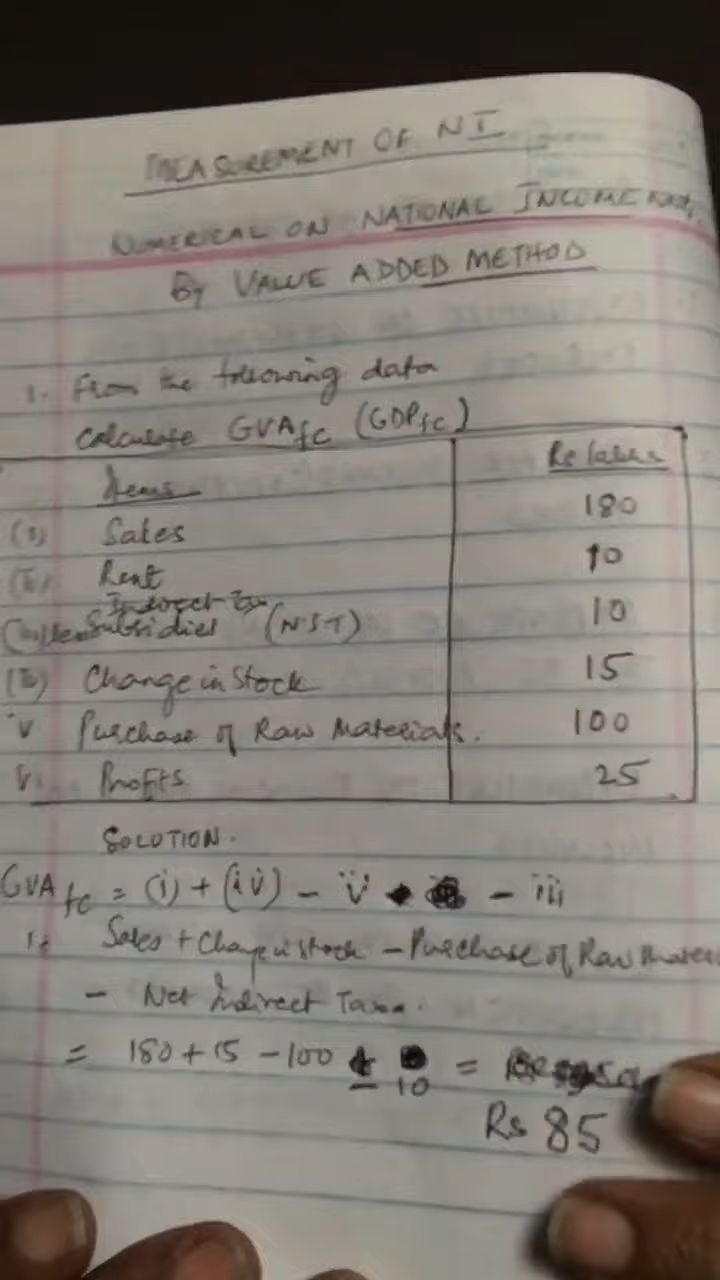 MEASUREMENT OF NI
NUMERICAL ON NATIONAL INCOME
By VALUE ADDED METHOD
1. From the following data
calculate GVAfc (GDPfc)
Items Rs lakhs
(i) Sales 180
(ii) Rent 10
Indirect Tax
(iii) less Subsidies (N.I.T) 10
(iv) Change in Stock 15
v Purchase of Raw Materials. 100
vi Profits 25
SOLUTION.
GVAfc = (i) + (iv) - v - iii
Sales + Change in stock - Purchase of Raw Mater
- Net Indirect Taxes.
= 180 + 15 - 100 - 10 =
Rs 85